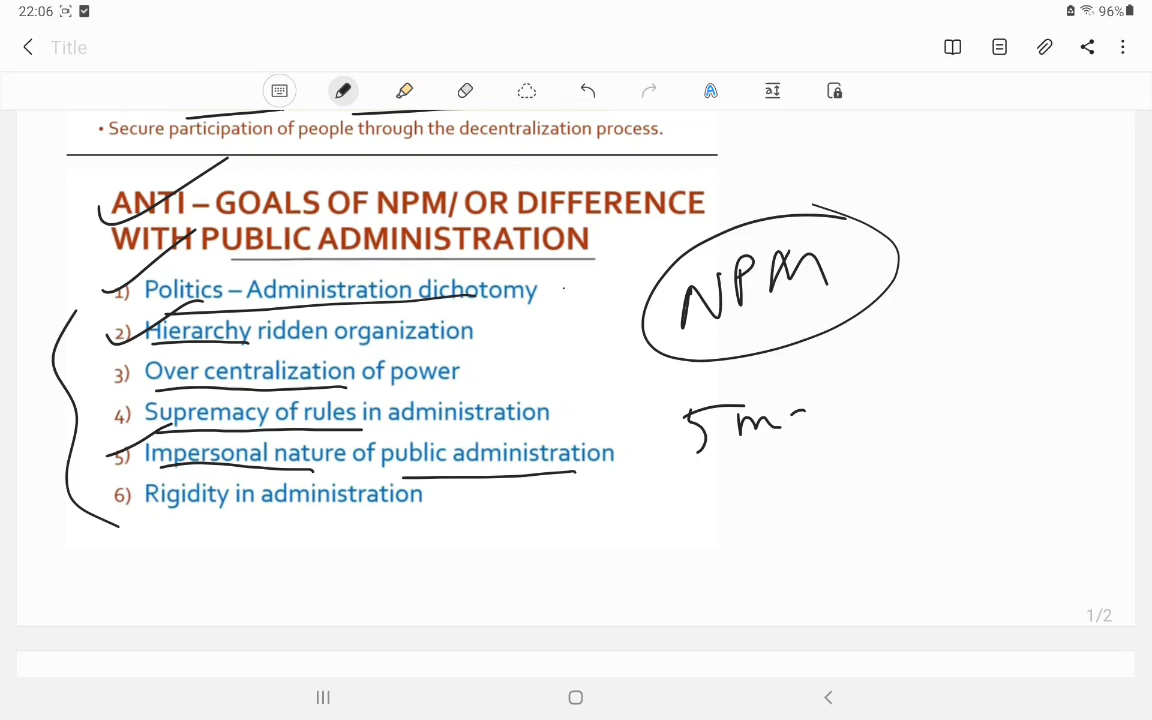 22:06 96%
Title
• Secure participation of people through the decentralization process.
ANTI – GOALS OF NPM/ OR DIFFERENCE
WITH PUBLIC ADMINISTRATION
1) Politics – Administration dichotomy
2) Hierarchy ridden organization
3) Over centralization of power
4) Supremacy of rules in administration
5) Impersonal nature of public administration
6) Rigidity in administration
NPM
5 m
1/2